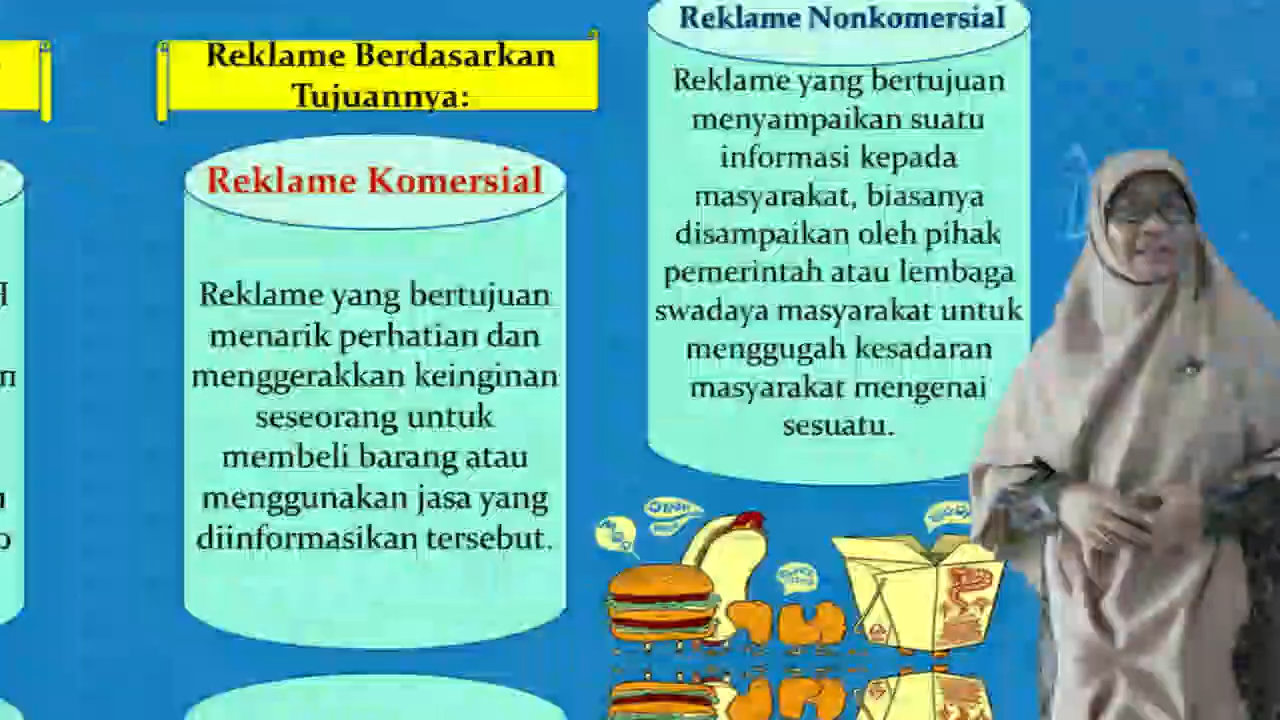 Reklame Berdasarkan
Tujuannya:
Reklame Komersial
Reklame yang bertujuan
menarik perhatian dan
menggerakkan keinginan
seseorang untuk
membeli barang atau
menggunakan jasa yang
diinformasikan tersebut.
Reklame Nonkomersial
Reklame yang bertujuan
menyampaikan suatu
informasi kepada
masyarakat, biasanya
disampaikan oleh pihak
pemerintah atau lembaga
swadaya masyarakat untuk
menggugah kesadaran
masyarakat mengenai
sesuatu.